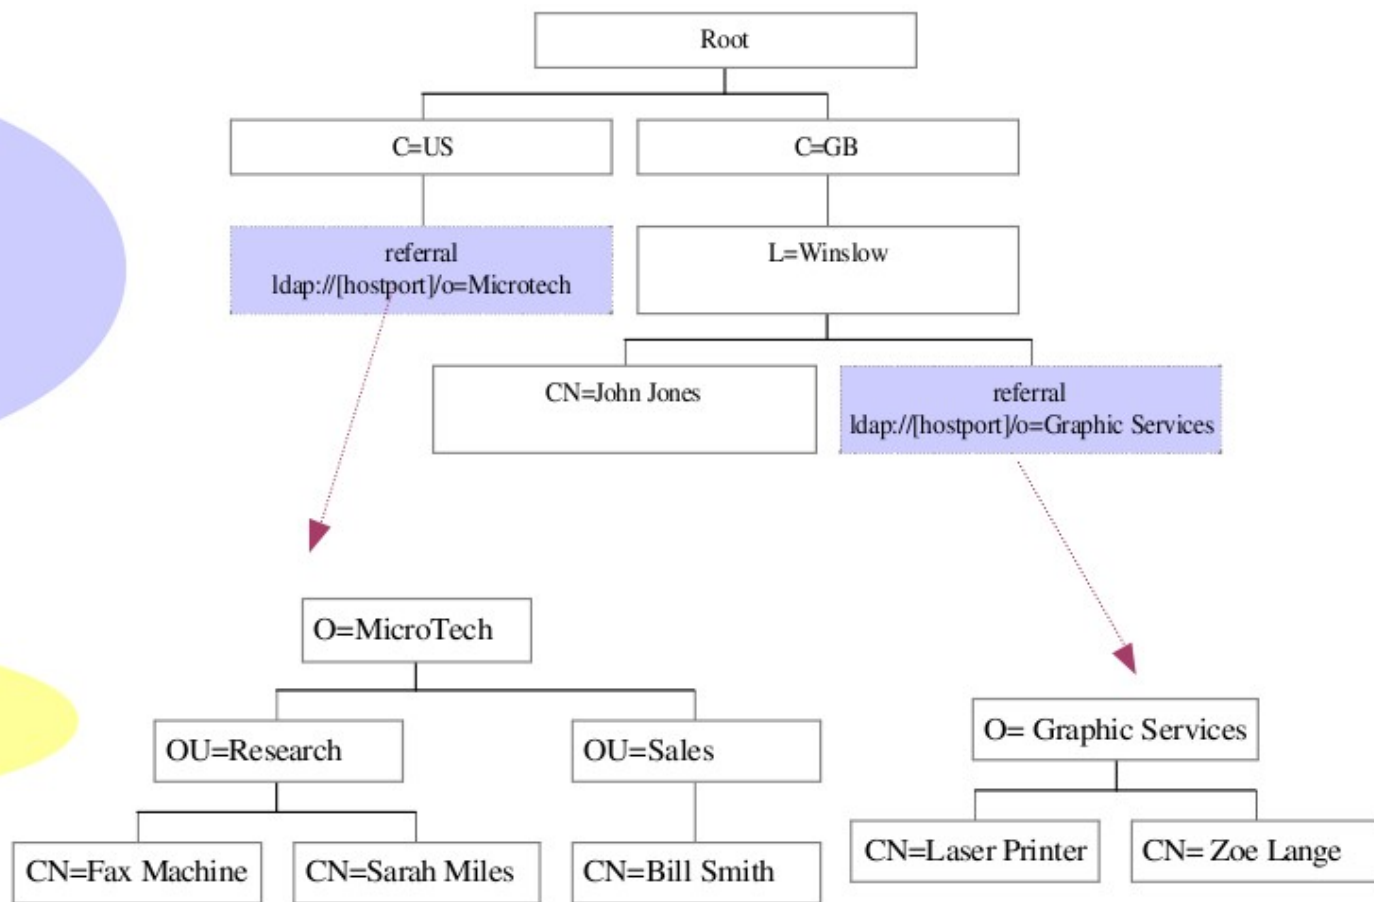 Root
C=US
C=GB
referral
ldap://[hostport]/o=Microtech
L=Winslow
CN=John Jones
referral
ldap://[hostport]/o=Graphic Services
O=MicroTech
OU=Research
OU=Sales
O= Graphic Services
CN=Fax Machine
CN=Sarah Miles
CN=Bill Smith
CN=Laser Printer
CN= Zoe Lange